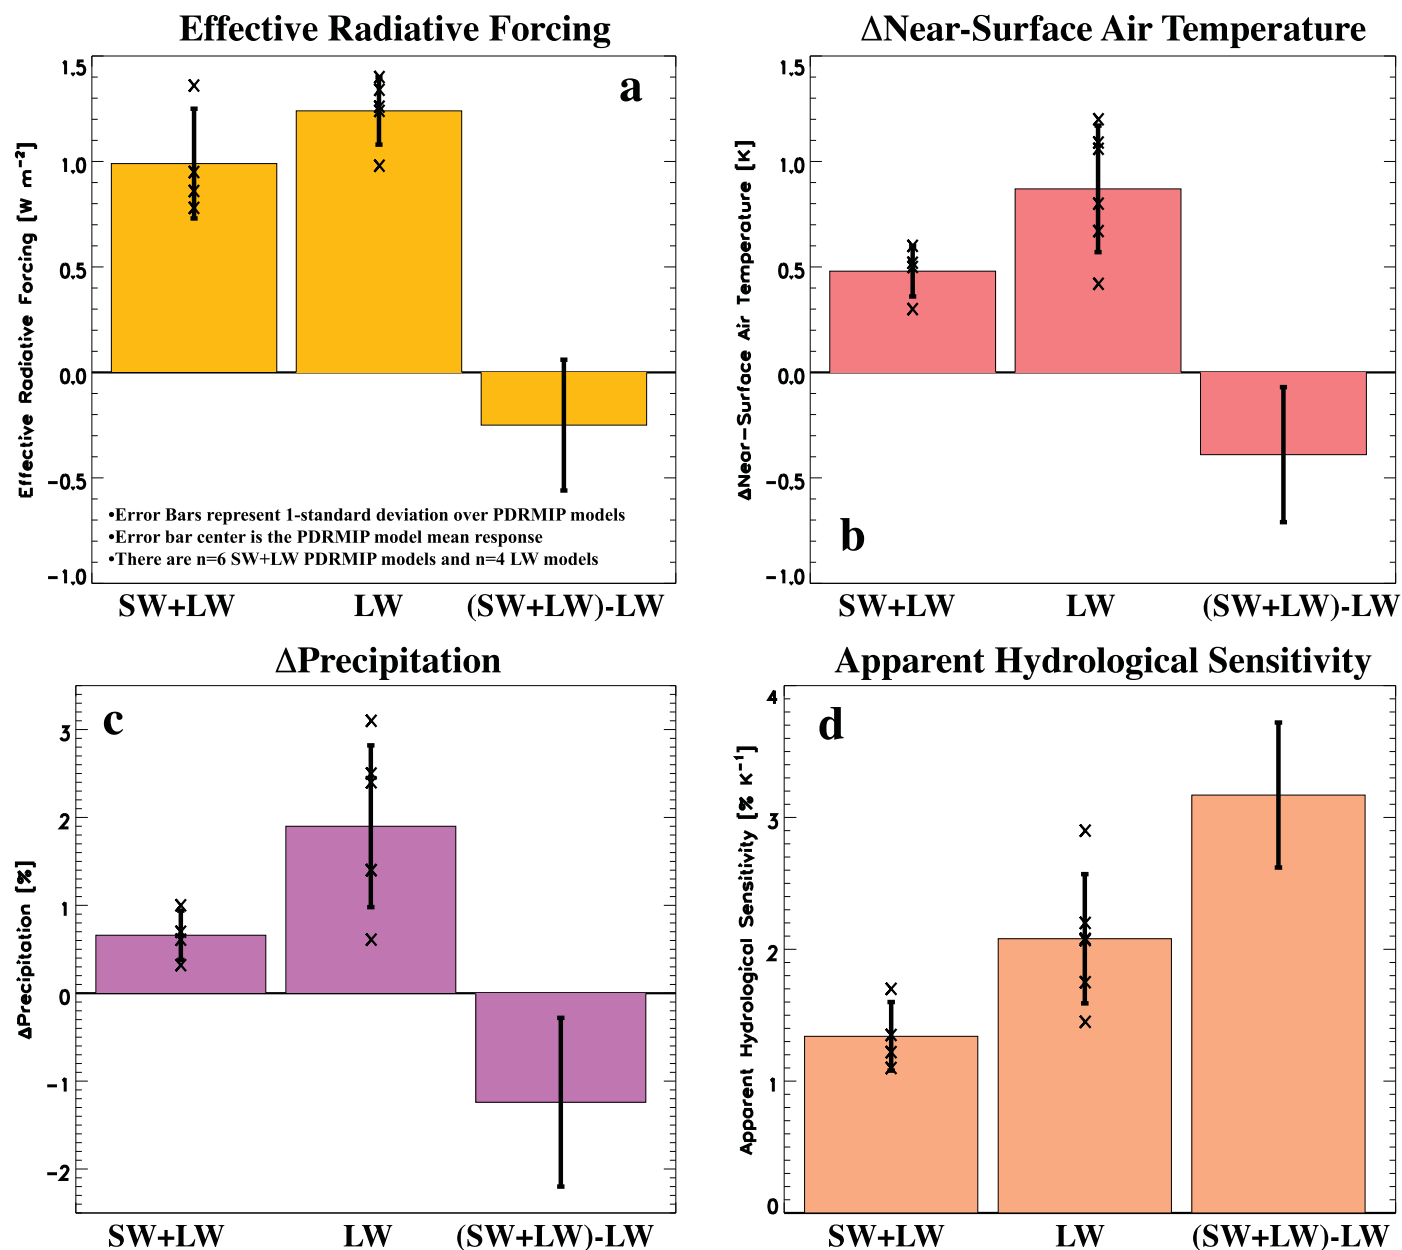 Effective Radiative Forcing
a
Effective Radiative Forcing [W m⁻²]
1.5
1.0
0.5
0.0
−0.5
−1.0
•Error Bars represent 1-standard deviation over PDRMIP models
•Error bar center is the PDRMIP model mean response
•There are n=6 SW+LW PDRMIP models and n=4 LW models
SW+LW LW (SW+LW)-LW
ΔNear-Surface Air Temperature
b
ΔNear−Surface Air Temperature [K]
1.5
1.0
0.5
0.0
−0.5
−1.0
SW+LW LW (SW+LW)-LW
ΔPrecipitation
c
ΔPrecipitation [%]
3
2
1
0
−1
−2
SW+LW LW (SW+LW)-LW
Apparent Hydrological Sensitivity
d
Apparent Hydrological Sensitivity [% K⁻¹]
4
3
2
1
0
SW+LW LW (SW+LW)-LW